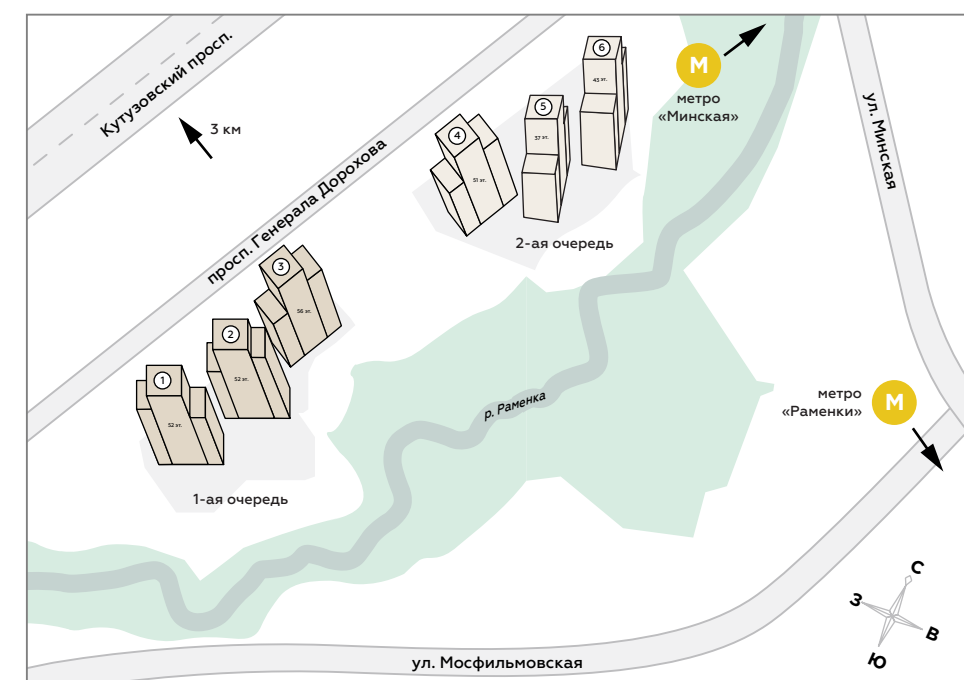 Кутузовский просп.
3 км
просп. Генерала Дорохова
6
43 эт.
М
метро
«Минская»
ул. Минская
5
37 эт.
4
51 эт.
2-ая очередь
3
56 эт.
2
52 эт.
1
52 эт.
1-ая очередь
р. Раменка
метро
«Раменки»
М
С
З
В
Ю
ул. Мосфильмовская